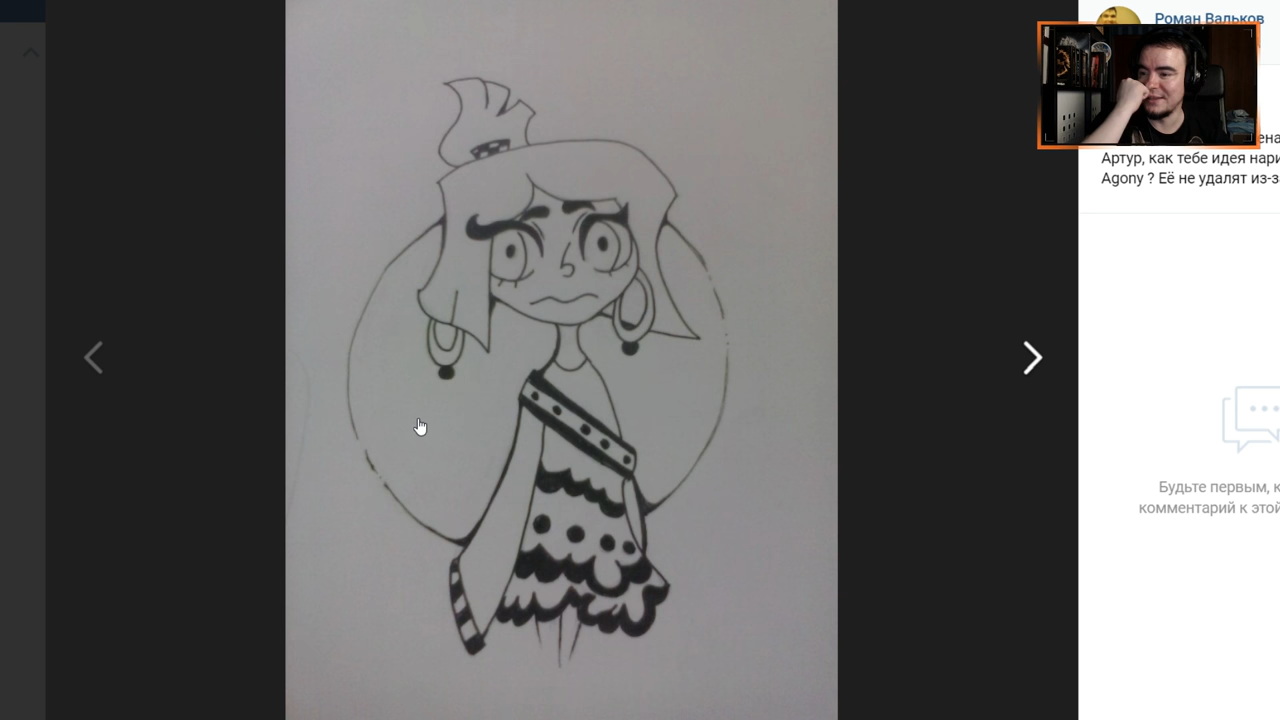 Роман Вальков
Артур, как тебе идея нари
Agony ? Её не удалят из-з
Будьте первым, к
комментарий к этой